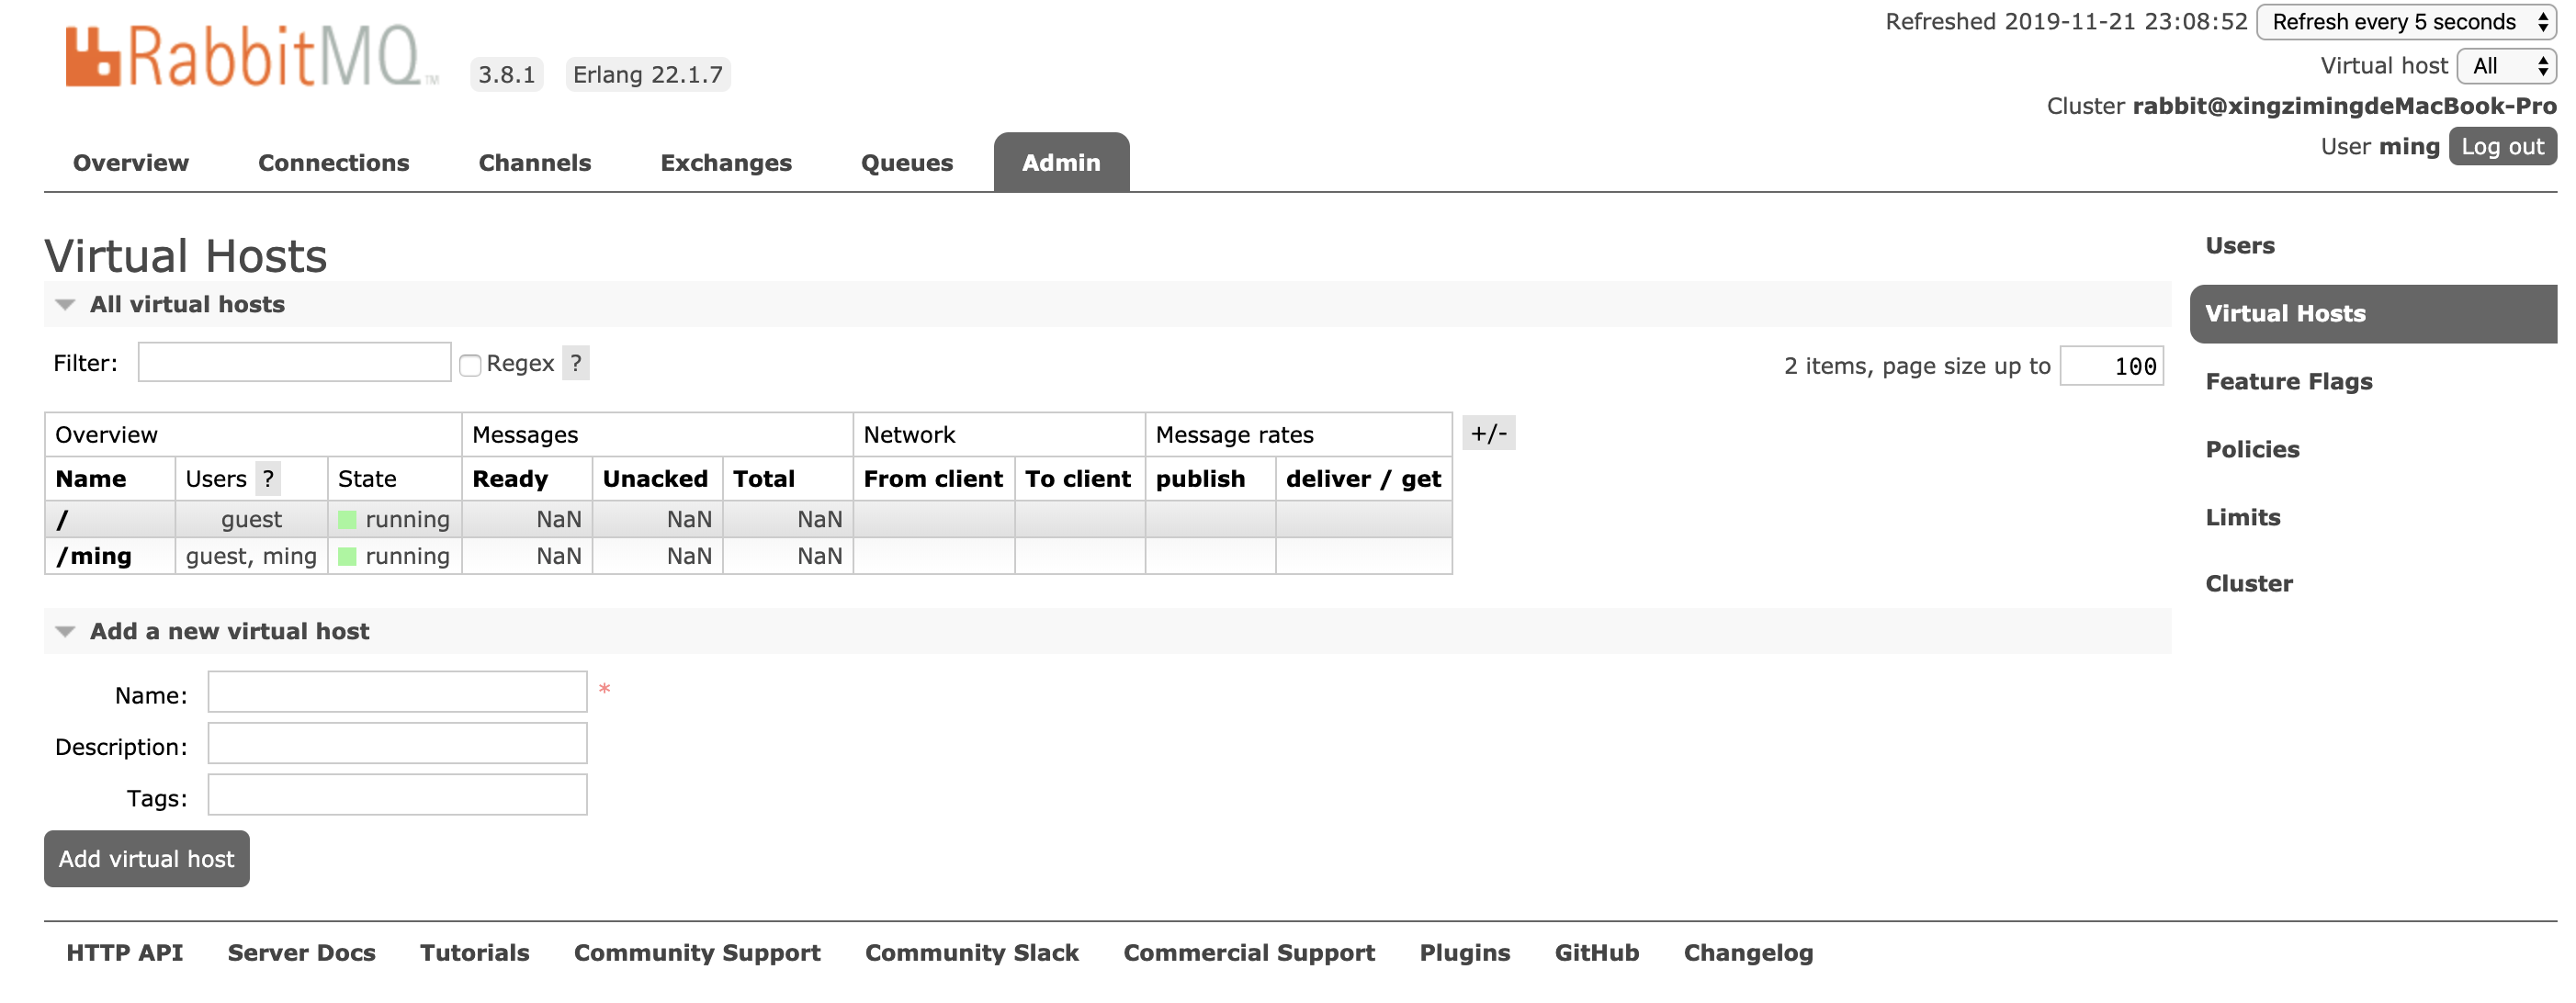 RabbitMQ TM 3.8.1 Erlang 22.1.7
Refreshed 2019-11-21 23:08:52 Refresh every 5 seconds
Virtual host All
Cluster rabbit@xingzimingdeMacBook-Pro
User ming Log out
Overview Connections Channels Exchanges Queues Admin
Virtual Hosts
All virtual hosts
Filter: Regex ? 2 items, page size up to 100
Overview Messages Network Message rates +/-
Name Users ? State Ready Unacked Total From client To client publish deliver / get
/ guest running NaN NaN NaN
/ming guest, ming running NaN NaN NaN
Add a new virtual host
Name: *
Description:
Tags:
Add virtual host
Users
Virtual Hosts
Feature Flags
Policies
Limits
Cluster
HTTP API Server Docs Tutorials Community Support Community Slack Commercial Support Plugins GitHub Changelog